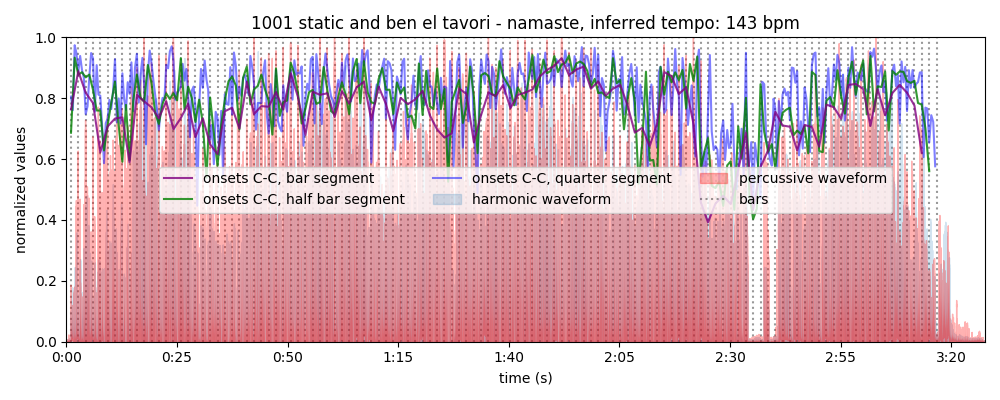 1001 static and ben el tavori - namaste, inferred tempo: 143 bpm
1.0
0.8
0.6
0.4
0.2
0.0
normalized values
onsets C-C, bar segment
onsets C-C, half bar segment
onsets C-C, quarter segment
harmonic waveform
percussive waveform
bars
0:00 0:25 0:50 1:15 1:40 2:05 2:30 2:55 3:20
time (s)